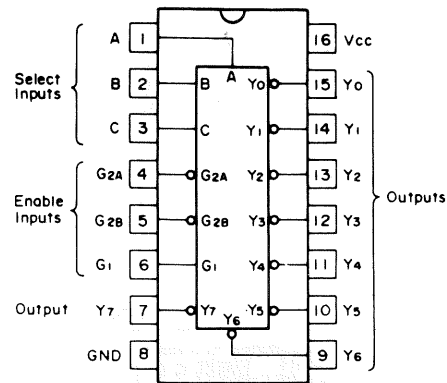 A 1 16 Vcc
Select Inputs
B 2 B A Y0 15 Y0
C 3 C Y1 14 Y1
G2A 4 G2A Y2 13 Y2
Enable Inputs
G2B 5 G2B Y3 12 Y3
Outputs
G1 6 G1 Y4 11 Y4
Output Y7 7 Y7 Y6 Y5 10 Y5
GND 8 9 Y6